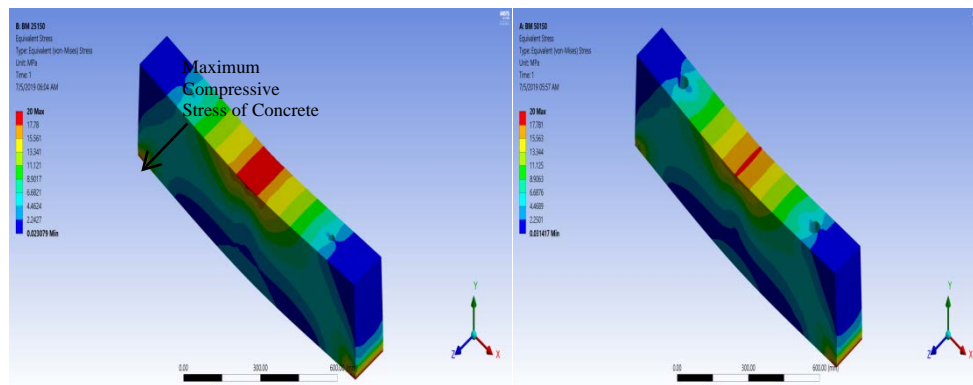 B: BM 25150
Equivalent Stress
Type: Equivalent (von-Mises) Stress
Unit: MPa
Time: 1
7/5/2019 06:04 AM
20 Max
17.78
15.561
13.341
11.121
8.9017
6.6821
4.4624
2.2427
0.023079 Min
Maximum
Compressive
Stress of Concrete
Y
Z
X
0.00
300.00
600.00 (mm)
A: BM 50150
Equivalent Stress
Type: Equivalent (von-Mises) Stress
Unit: MPa
Time: 1
7/5/2019 05:57 AM
20 Max
17.781
15.563
13.344
11.125
8.9063
6.6876
4.4689
2.2501
0.031417 Min
Y
Z
X
0.00
300.00
600.00 (mm)